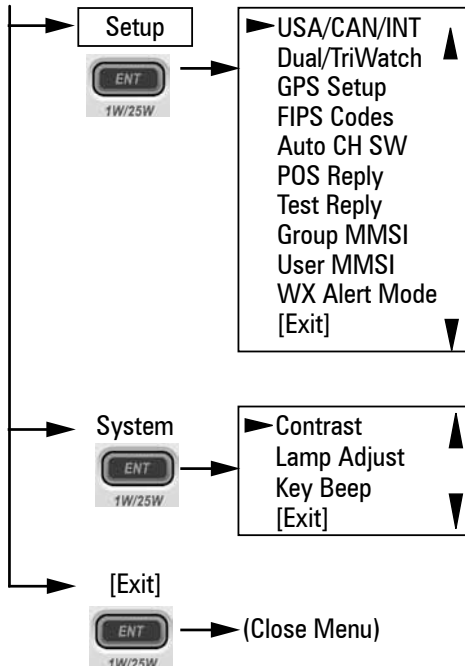 Setup
ENT
1W/25W
USA/CAN/INT
Dual/TriWatch
GPS Setup
FIPS Codes
Auto CH SW
POS Reply
Test Reply
Group MMSI
User MMSI
WX Alert Mode
[Exit]
System
ENT
1W/25W
Contrast
Lamp Adjust
Key Beep
[Exit]
[Exit]
ENT
1W/25W
(Close Menu)